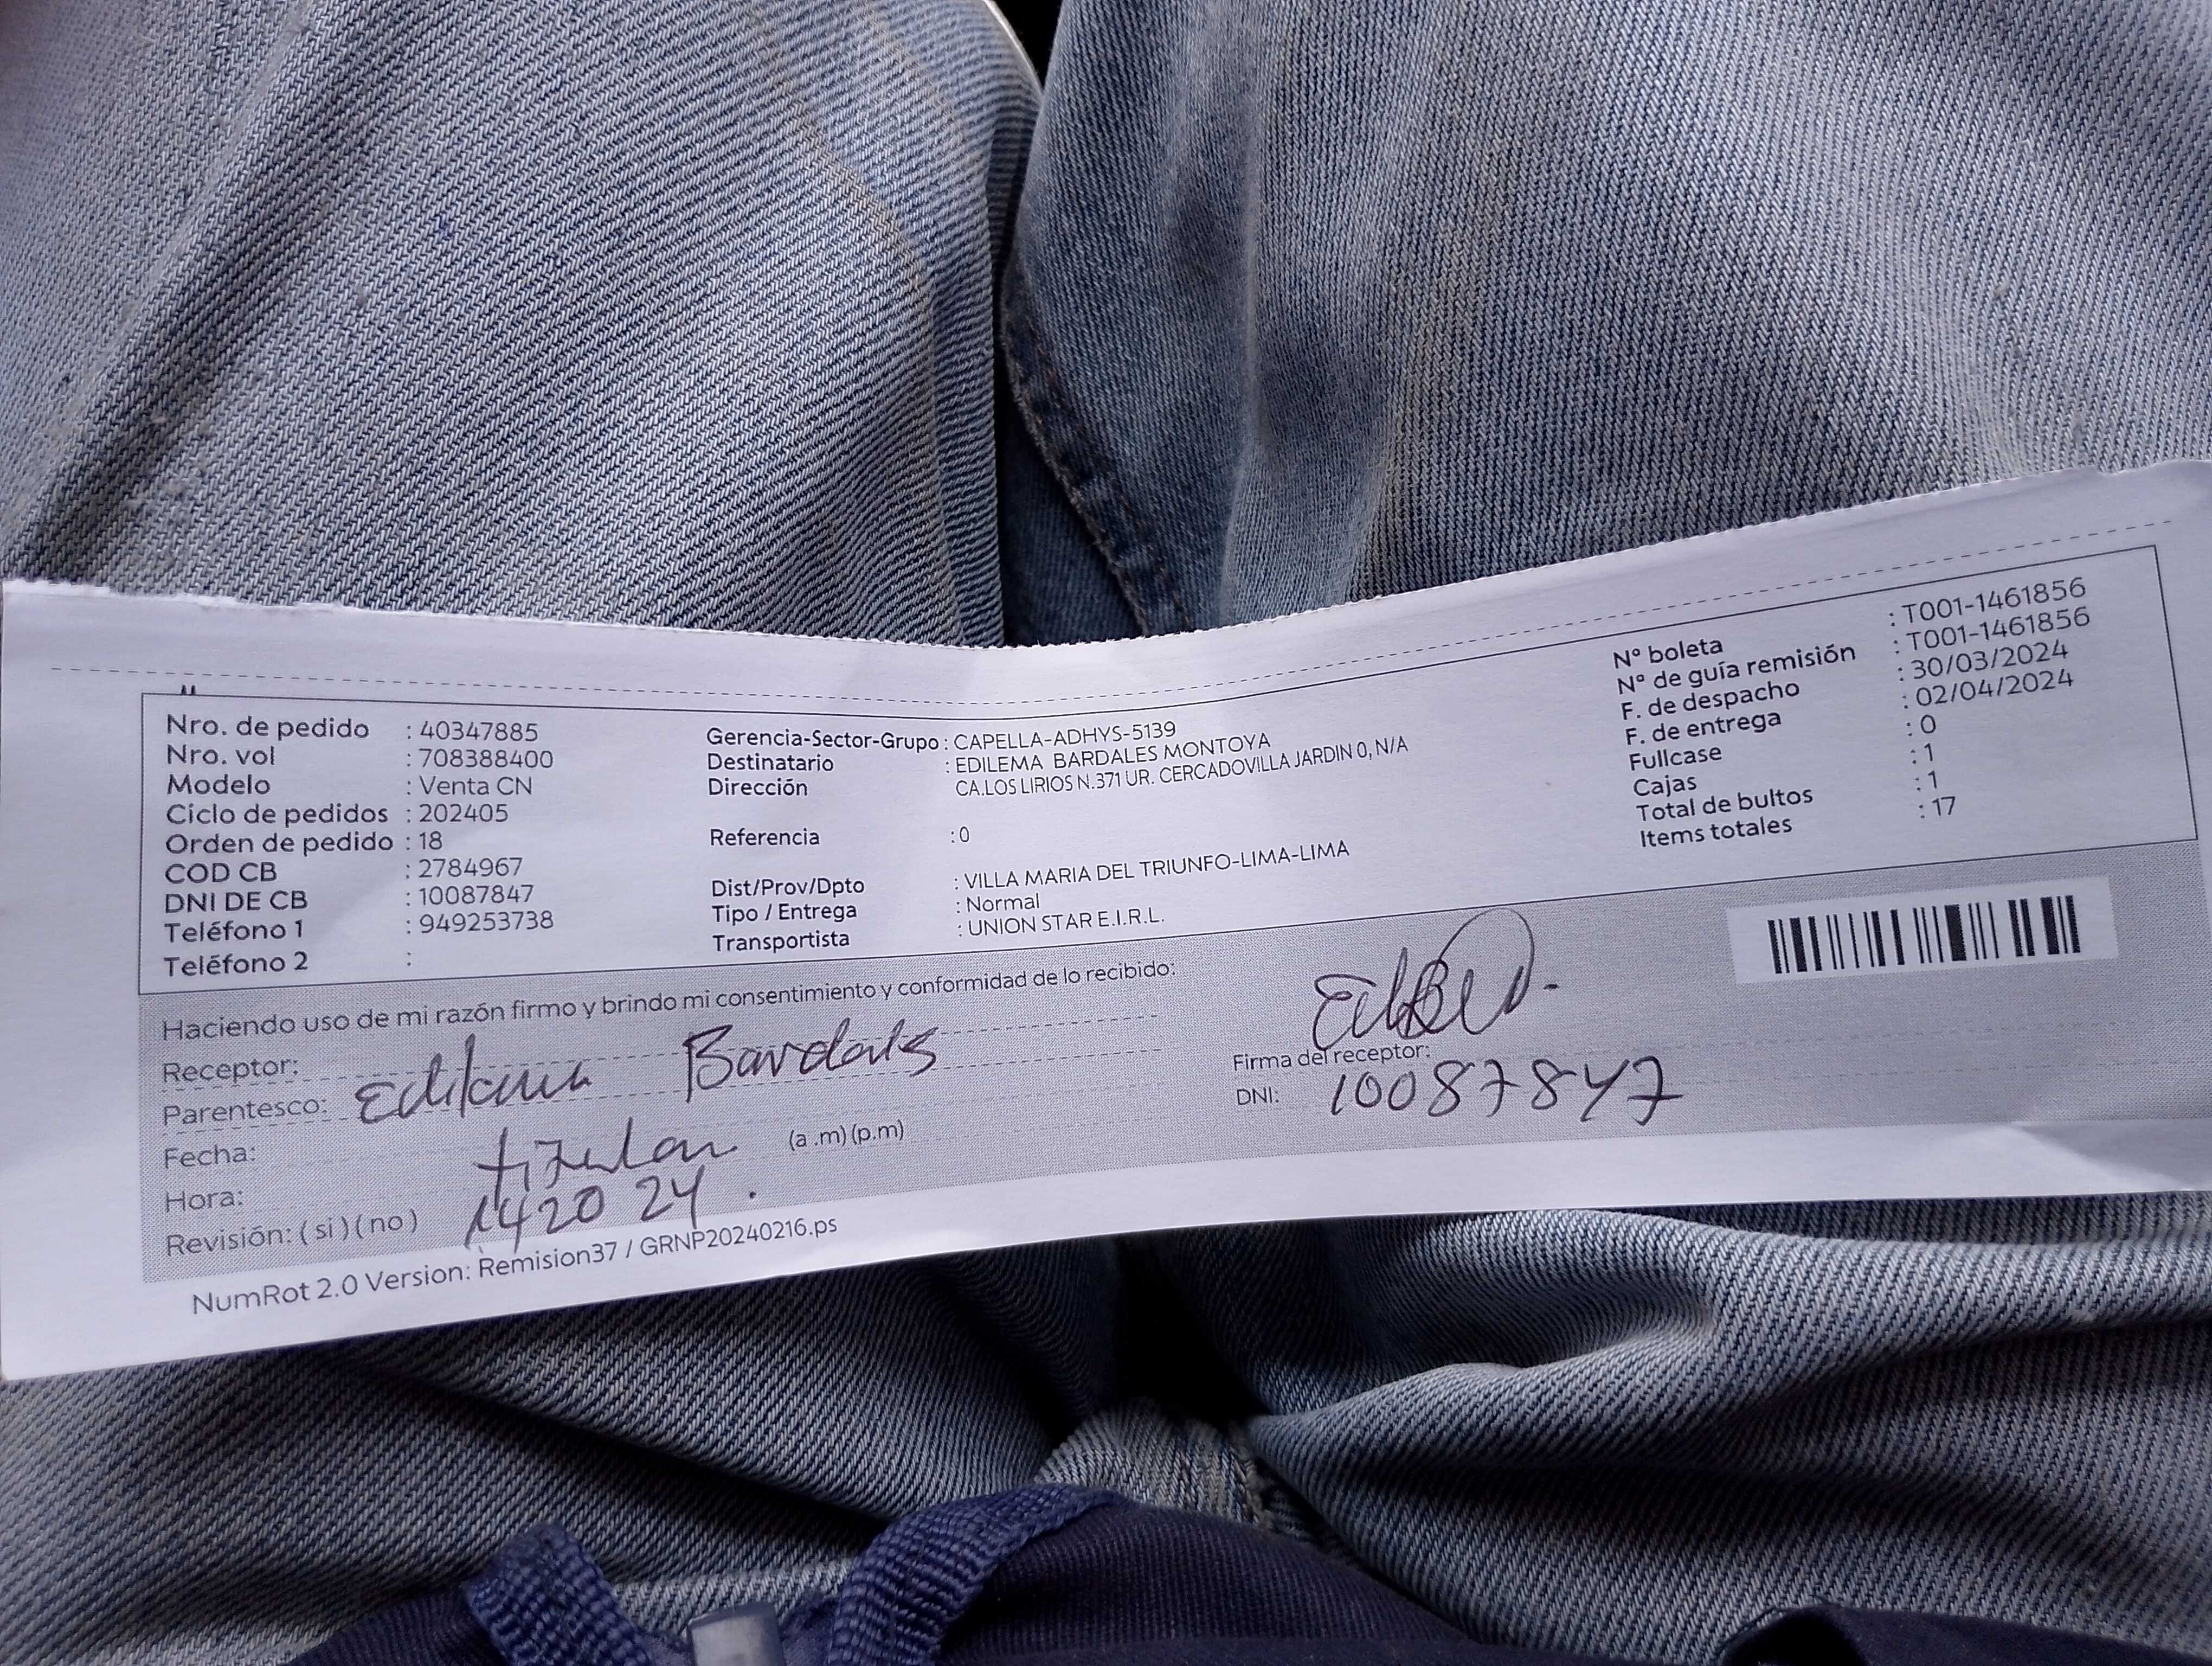 Nro. de pedido : 40347885
Nro. vol : 708388400
Modelo : Venta CN
Ciclo de pedidos : 202405
Orden de pedido : 18
COD CB : 2784967
DNI DE CB : 10087847
Teléfono 1 : 949253738
Teléfono 2 :
Gerencia-Sector-Grupo : CAPELLA-ADHYS-5139
Destinatario : EDILEMA BARDALES MONTOYA
Dirección CA.LOS LIRIOS N.371 UR. CERCADOVILLA JARDIN 0, N/A
Referencia : 0
Dist/Prov/Dpto : VILLA MARIA DEL TRIUNFO-LIMA-LIMA
Tipo / Entrega : Normal
Transportista : UNION STAR E.I.R.L.
Nº boleta : T001-1461856
Nº de guía remisión : T001-1461856
F. de despacho : 30/03/2024
F. de entrega : 02/04/2024
Fullcase : 0
Cajas : 1
Total de bultos : 1
Items totales : 17
Haciendo uso de mi razón firmo y brindo mi consentimiento y conformidad de lo recibido:
Receptor: Edilema Bardales
Parentesco: titular
Fecha: 1420 24 .
Hora: (a .m) (p.m)
Revisión: ( si ) ( no )
Firma del receptor:
DNI: 10087847
NumRot 2.0 Version: Remision37 / GRNP20240216.ps